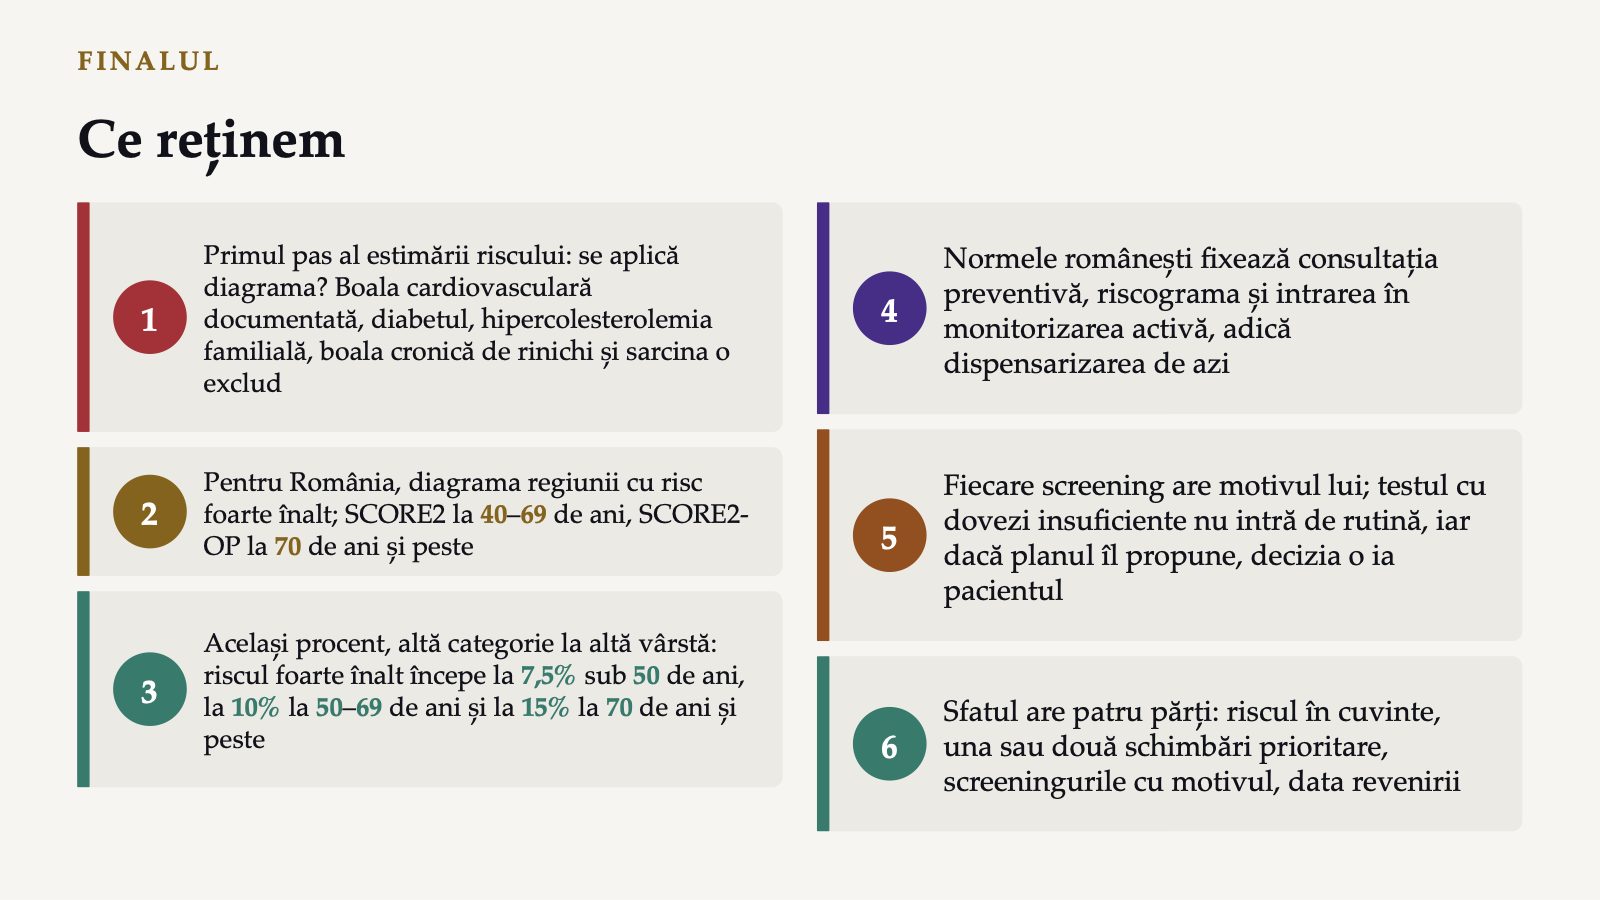 FINALUL
Ce reținem
1
Primul pas al estimării riscului: se aplică
diagrama? Boala cardiovasculară
documentată, diabetul, hipercolesterolemia
familială, boala cronică de rinichi și sarcina o
exclud
2
Pentru România, diagrama regiunii cu risc
foarte înalt; SCORE2 la 40–69 de ani, SCORE2-
OP la 70 de ani și peste
3
Același procent, altă categorie la altă vârstă:
riscul foarte înalt începe la 7,5% sub 50 de ani,
la 10% la 50–69 de ani și la 15% la 70 de ani și
peste
4
Normele românești fixează consultația
preventivă, riscograma și intrarea în
monitorizarea activă, adică
dispensarizarea de azi
5
Fiecare screening are motivul lui; testul cu
dovezi insuficiente nu intră de rutină, iar
dacă planul îl propune, decizia o ia
pacientul
6
Sfatul are patru părți: riscul în cuvinte,
una sau două schimbări prioritare,
screeningurile cu motivul, data revenirii